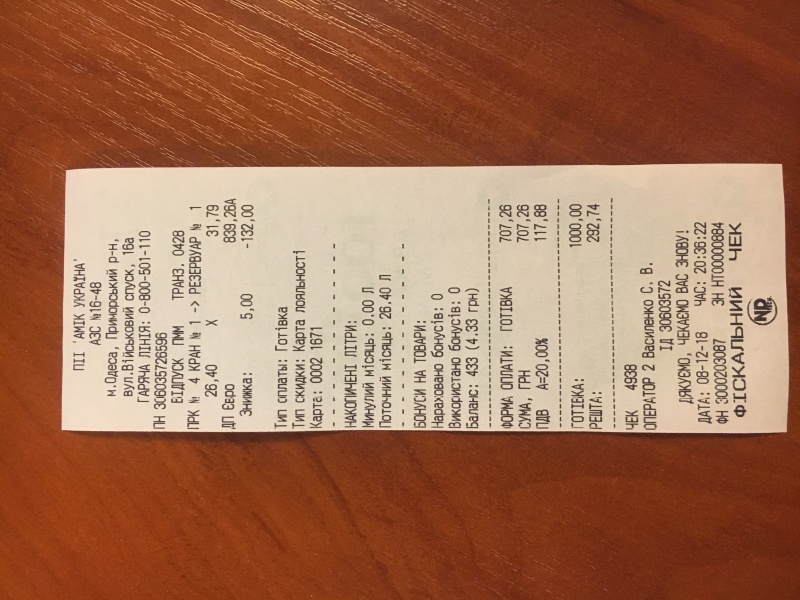 ПІІ 'АМІК УКРАЇНА'
АЗС №16-48
м.Одеса, Приморський р-н,
вул.Військовий спуск, 16а
ГАРЯЧА ЛІНІЯ: 0-800-501-110
ПН 306035726596
ВІДПУСК ПММ ТРАНЗ. 0428
ПРК № 4 КРАН № 1 -> РЕЗЕРВУАР № 1
26,40 X 31,79
ДП Євро 839,26А
Знижка: 5,00 -132,00
Тип оплаты: Готівка
Тип скидки: Карта лояльності
Карта: 0002 1671
НАКОПИЧЕНІ ЛІТРИ:
Минулий місяць: 0.00 Л
Поточний місяць: 26.40 Л
БОНУСИ НА ТОВАРИ:
Нараховано бонусів: 0
Використано бонусів: 0
Баланс: 433 (4.33 грн)
ФОРМА ОПЛАТИ: ГОТІВКА 707,26
СУМА, ГРН 707,26
ПДВ А=20,00% 117,88
ГОТІВКА: 1000,00
РЕШТА: 292,74
ЧЕК 4938
ОПЕРАТОР 2 Василенко С. В.
ІД 30603572
ДЯКУЄМО, ЧЕКАЄМО ВАС ЗНОВУ!
ДАТА: 08-12-18 ЧАС: 20:36:22
ФН 3000203087 ЗН НТ00000884
ФІСКАЛЬНИЙ ЧЕК